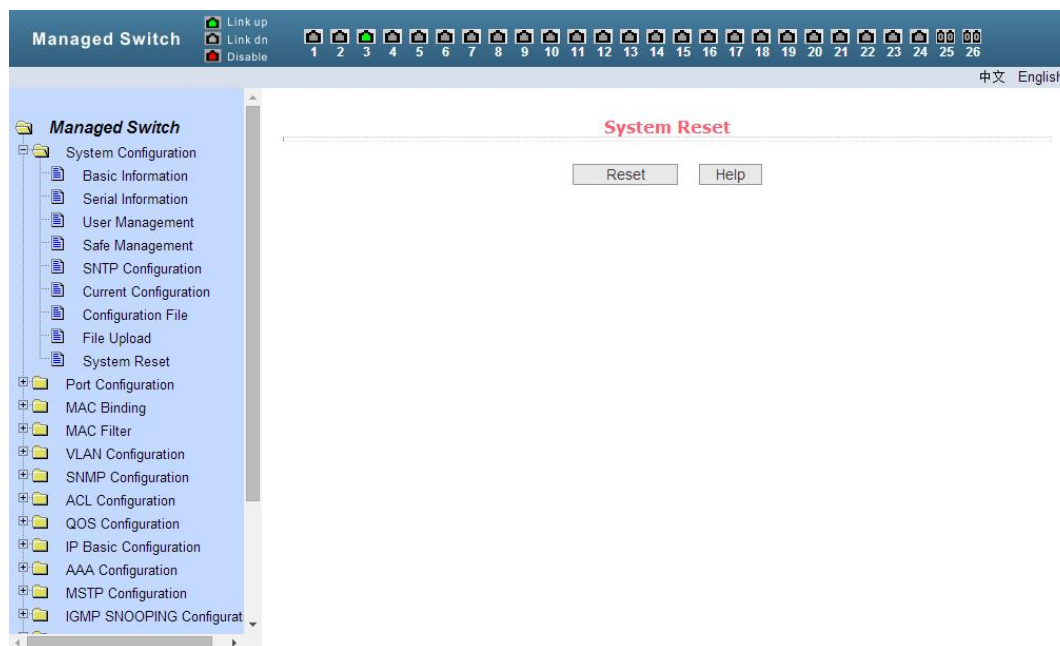 Managed Switch
Link up
Link dn
Disable
1 2 3 4 5 6 7 8 9 10 11 12 13 14 15 16 17 18 19 20 21 22 23 24 25 26
中文 English
Managed Switch
System Configuration
Basic Information
Serial Information
User Management
Safe Management
SNTP Configuration
Current Configuration
Configuration File
File Upload
System Reset
Port Configuration
MAC Binding
MAC Filter
VLAN Configuration
SNMP Configuration
ACL Configuration
QOS Configuration
IP Basic Configuration
AAA Configuration
MSTP Configuration
IGMP SNOOPING Configurat
System Reset
Reset Help